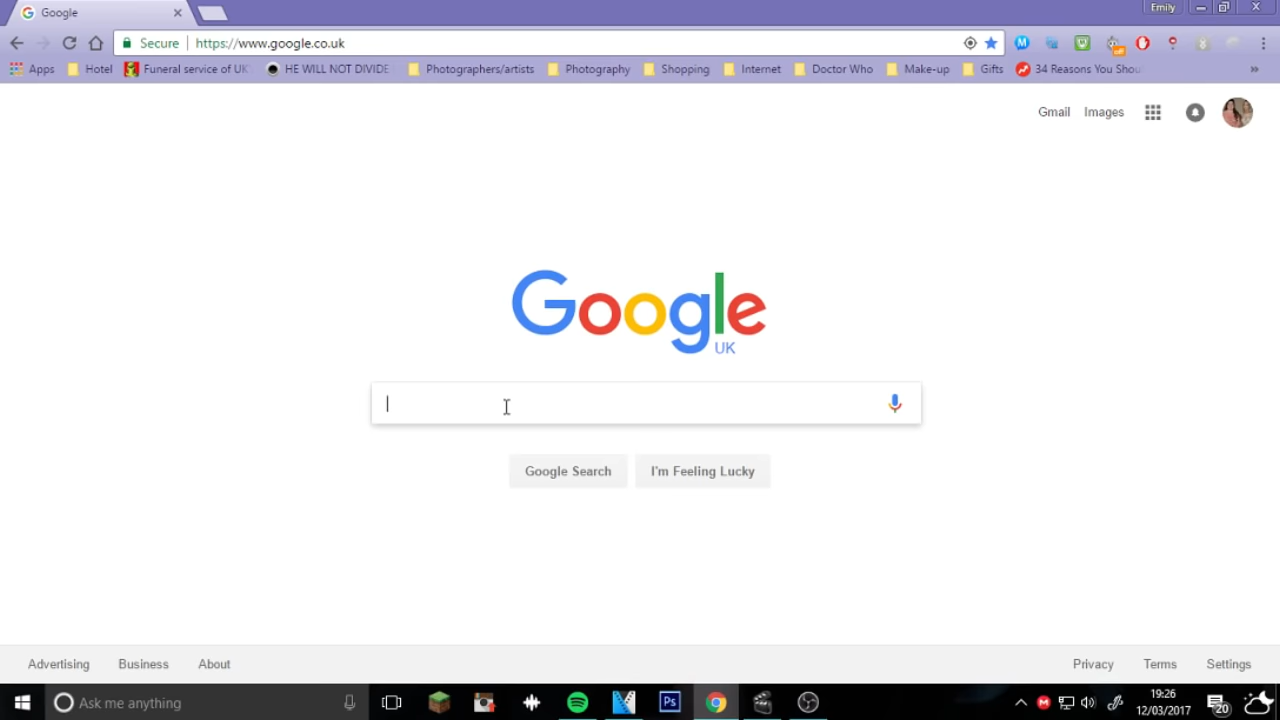 Google
Emily
Secure https://www.google.co.uk
Apps Hotel Funeral service of UK HE WILL NOT DIVIDE Photographers/artists Photography Shopping Internet Doctor Who Make-up Gifts 34 Reasons You Shou
Gmail Images
Google
UK
Google Search I'm Feeling Lucky
Advertising Business About Privacy Terms Settings
Ask me anything
Ps
19:26
12/03/2017
20